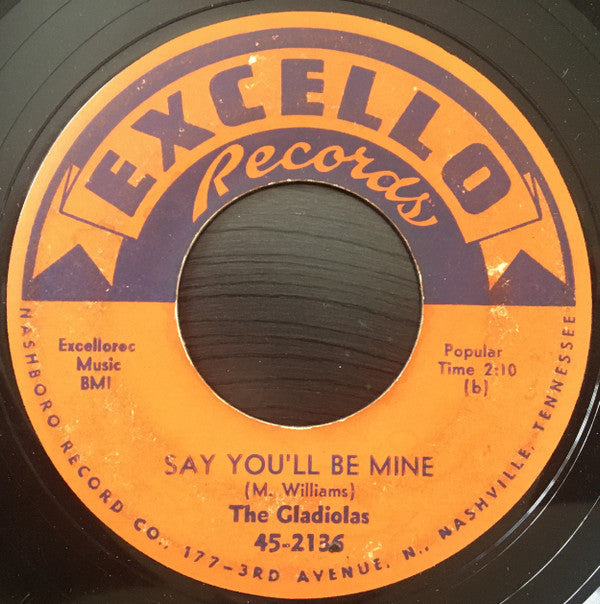 EXCELLO
Records
Excellorec
Music
BMI
Popular
Time 2:10
(b)
SAY YOU'LL BE MINE
(M. Williams)
The Gladiolas
45-2136
NASHBORO RECORD CO., 177-3RD AVENUE, N., NASHVILLE, TENNESSEE